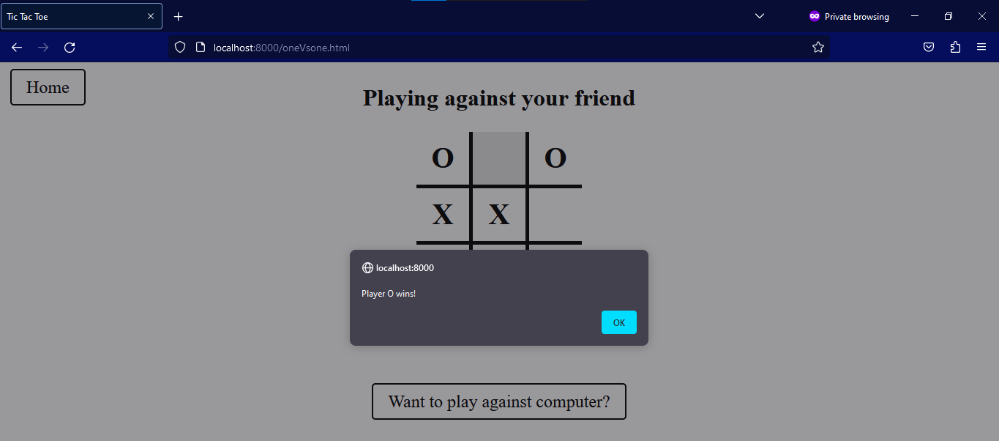 Tic Tac Toe
Private browsing
localhost:8000/oneVsone.html
Home
Playing against your friend
O O
X X
localhost:8000
Player O wins!
OK
Want to play against computer?